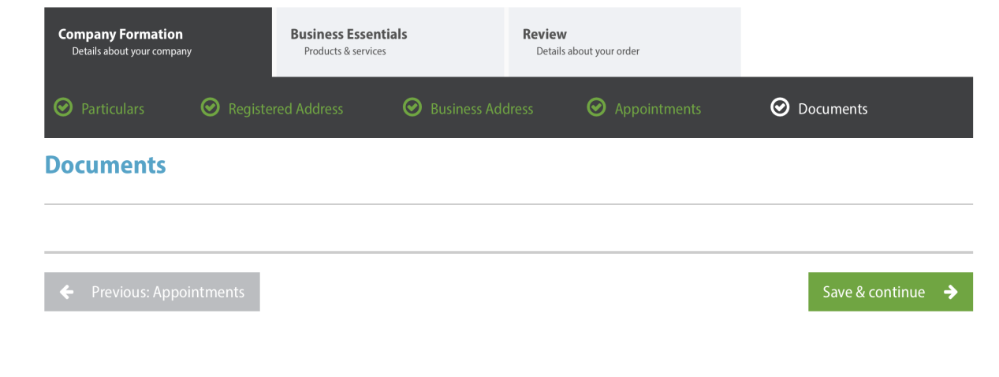 Company Formation
Details about your company
Business Essentials
Products & services
Review
Details about your order
Particulars
Registered Address
Business Address
Appointments
Documents
Documents
Previous: Appointments
Save & continue